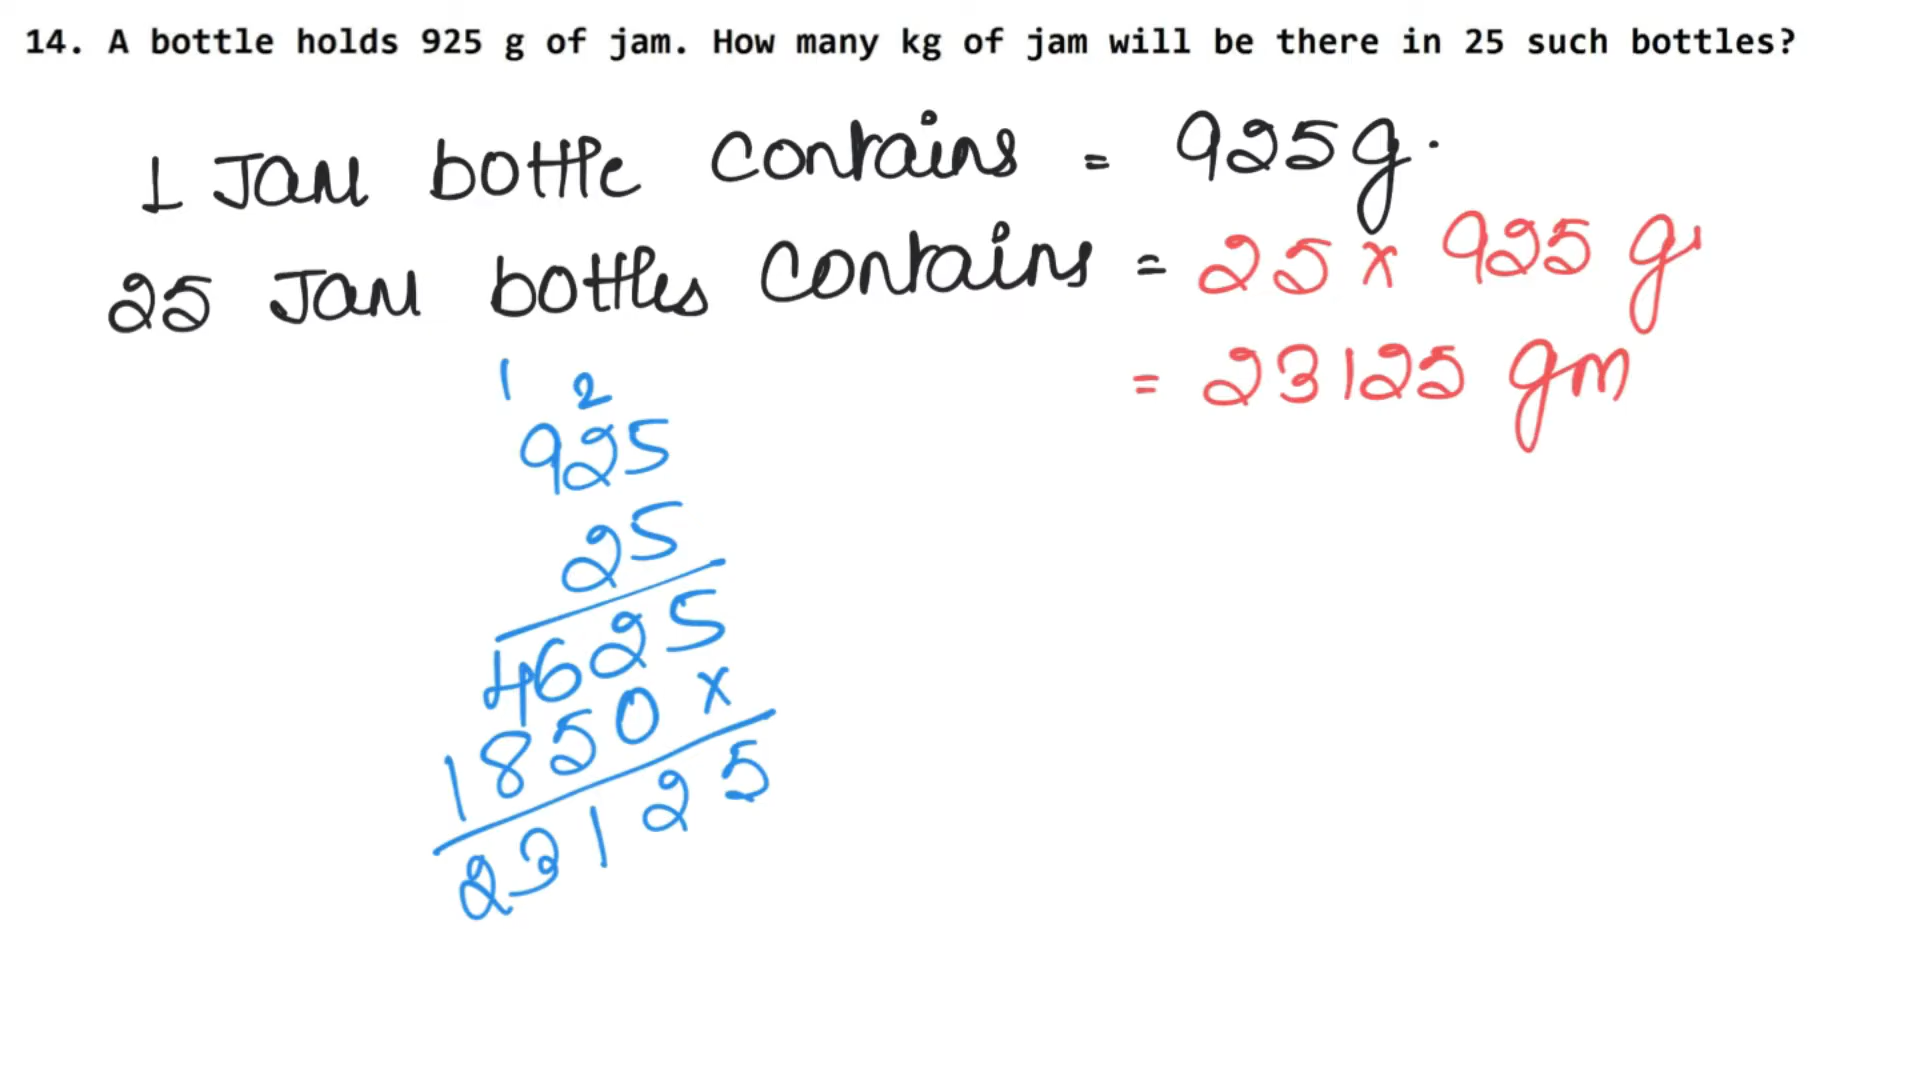 14. A bottle holds 925 g of jam. How many kg of jam will be there in 25 such bottles?
1 Jam bottle contains = 925g.
25 Jam bottles contains = 25 x 925 g
= 23125 gm
1 2
925
25
4625
1850 x
23125